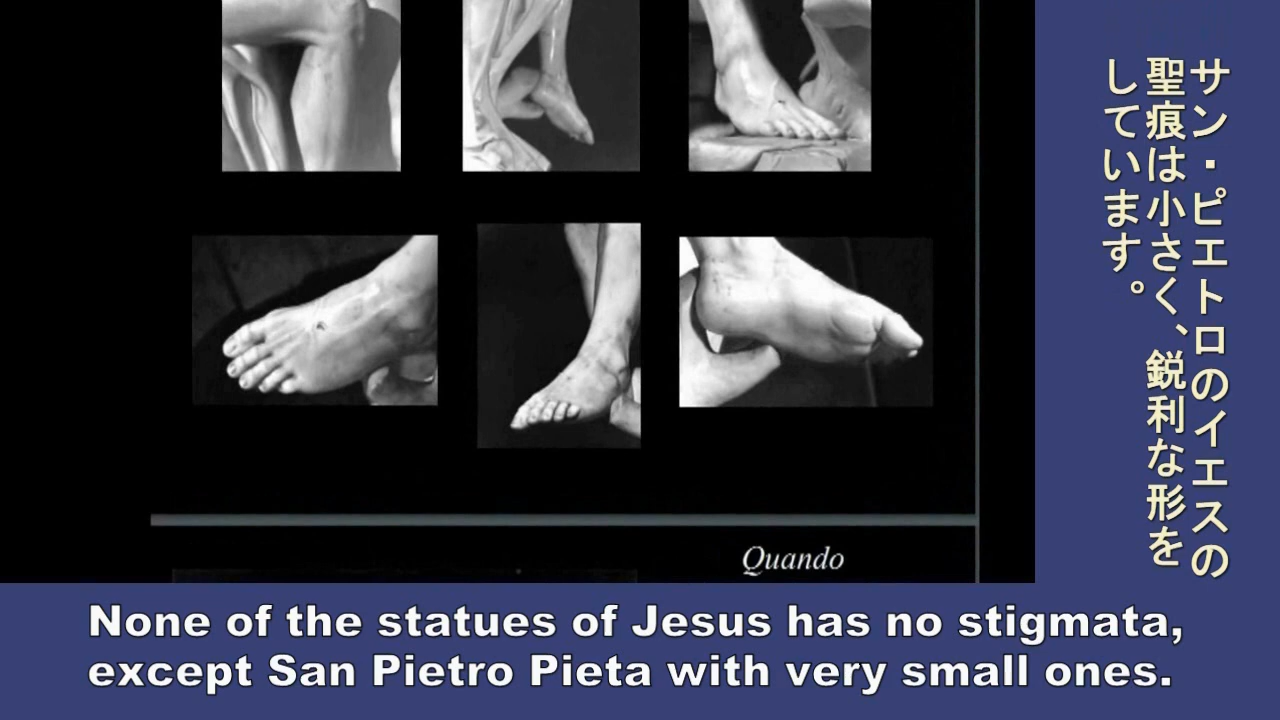 サン・ピエトロのイエスの
聖痕は小さく、鋭利な形を
しています。
Quando
None of the statues of Jesus has no stigmata,
except San Pietro Pieta with very small ones.